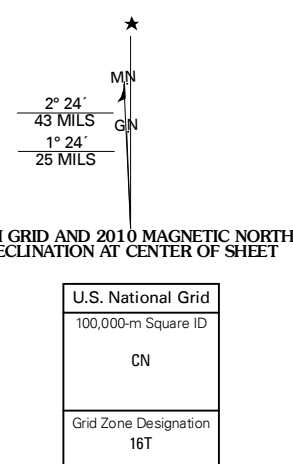 MN
2° 24´
43 MILS
GN
1° 24´
25 MILS
GRID AND 2010 MAGNETIC NORTH
AT CENTER OF SHEET
U.S. National Grid
100,000-m Square ID
CN
Grid Zone Designation
16T